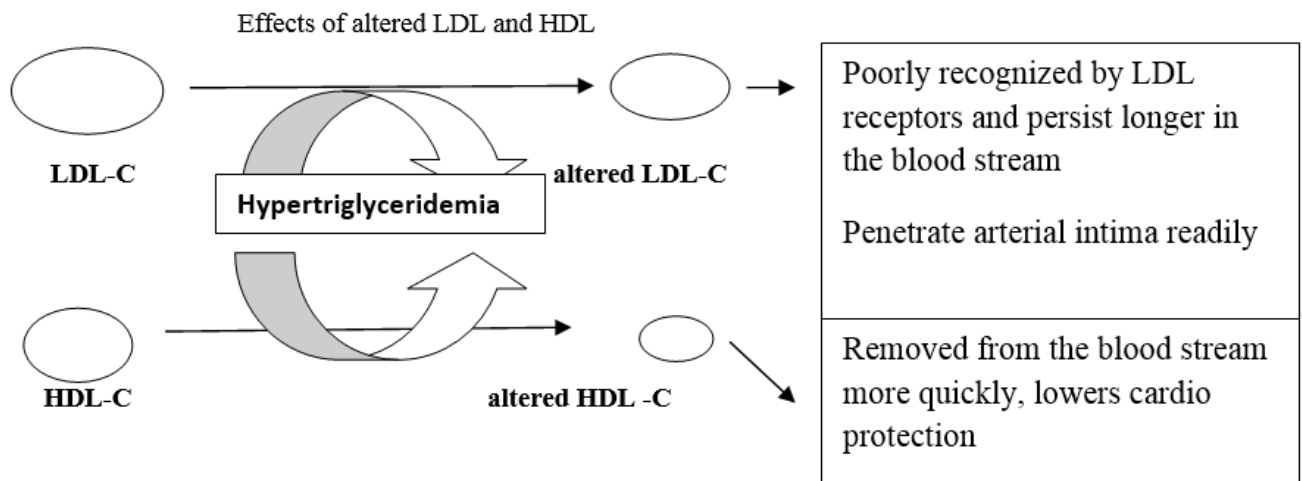 Effects of altered LDL and HDL
LDL-C
altered LDL-C
Hypertriglyceridemia
HDL-C
altered HDL -C
Poorly recognized by LDL
receptors and persist longer in
the blood stream
Penetrate arterial intima readily
Removed from the blood stream
more quickly, lowers cardio
protection